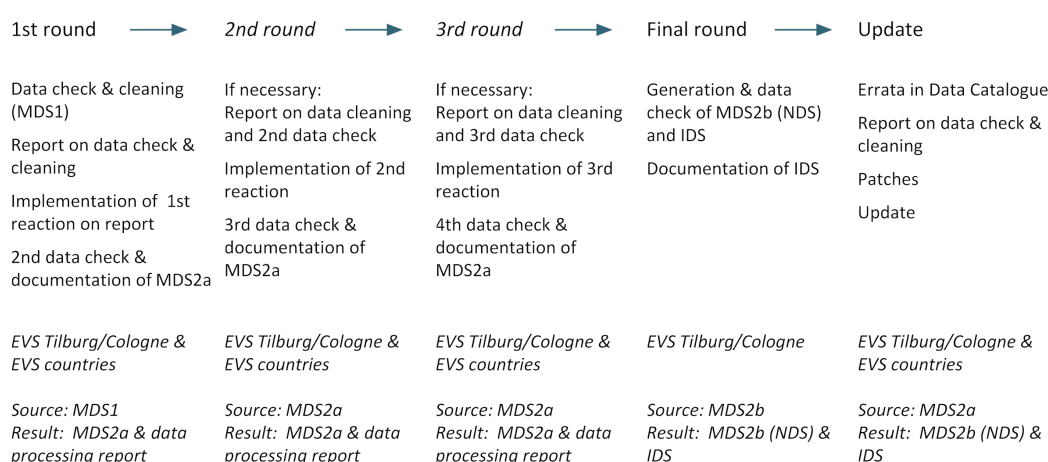 1st round
2nd round
3rd round
Final round
Update
Data check & cleaning
(MDS1)
Report on data check &
cleaning
Implementation of 1st
reaction on report
2nd data check &
documentation of MDS2a
If necessary:
Report on data cleaning
and 2nd data check
Implementation of 2nd
reaction
3rd data check &
documentation of
MDS2a
If necessary:
Report on data cleaning
and 3rd data check
Implementation of 3rd
reaction
4th data check &
documentation of
MDS2a
Generation & data
check of MDS2b (NDS)
and IDS
Documentation of IDS
Errata in Data Catalogue
Report on data check &
cleaning
Patches
Update
EVS Tilburg/Cologne &
EVS countries
EVS Tilburg/Cologne &
EVS countries
EVS Tilburg/Cologne &
EVS countries
EVS Tilburg/Cologne
EVS Tilburg/Cologne &
EVS countries
Source: MDS1
Result: MDS2a & data
processing report
Source: MDS2a
Result: MDS2a & data
processing report
Source: MDS2a
Result: MDS2a & data
processing report
Source: MDS2b
Result: MDS2b (NDS) &
IDS
Source: MDS2a
Result: MDS2b (NDS) &
IDS